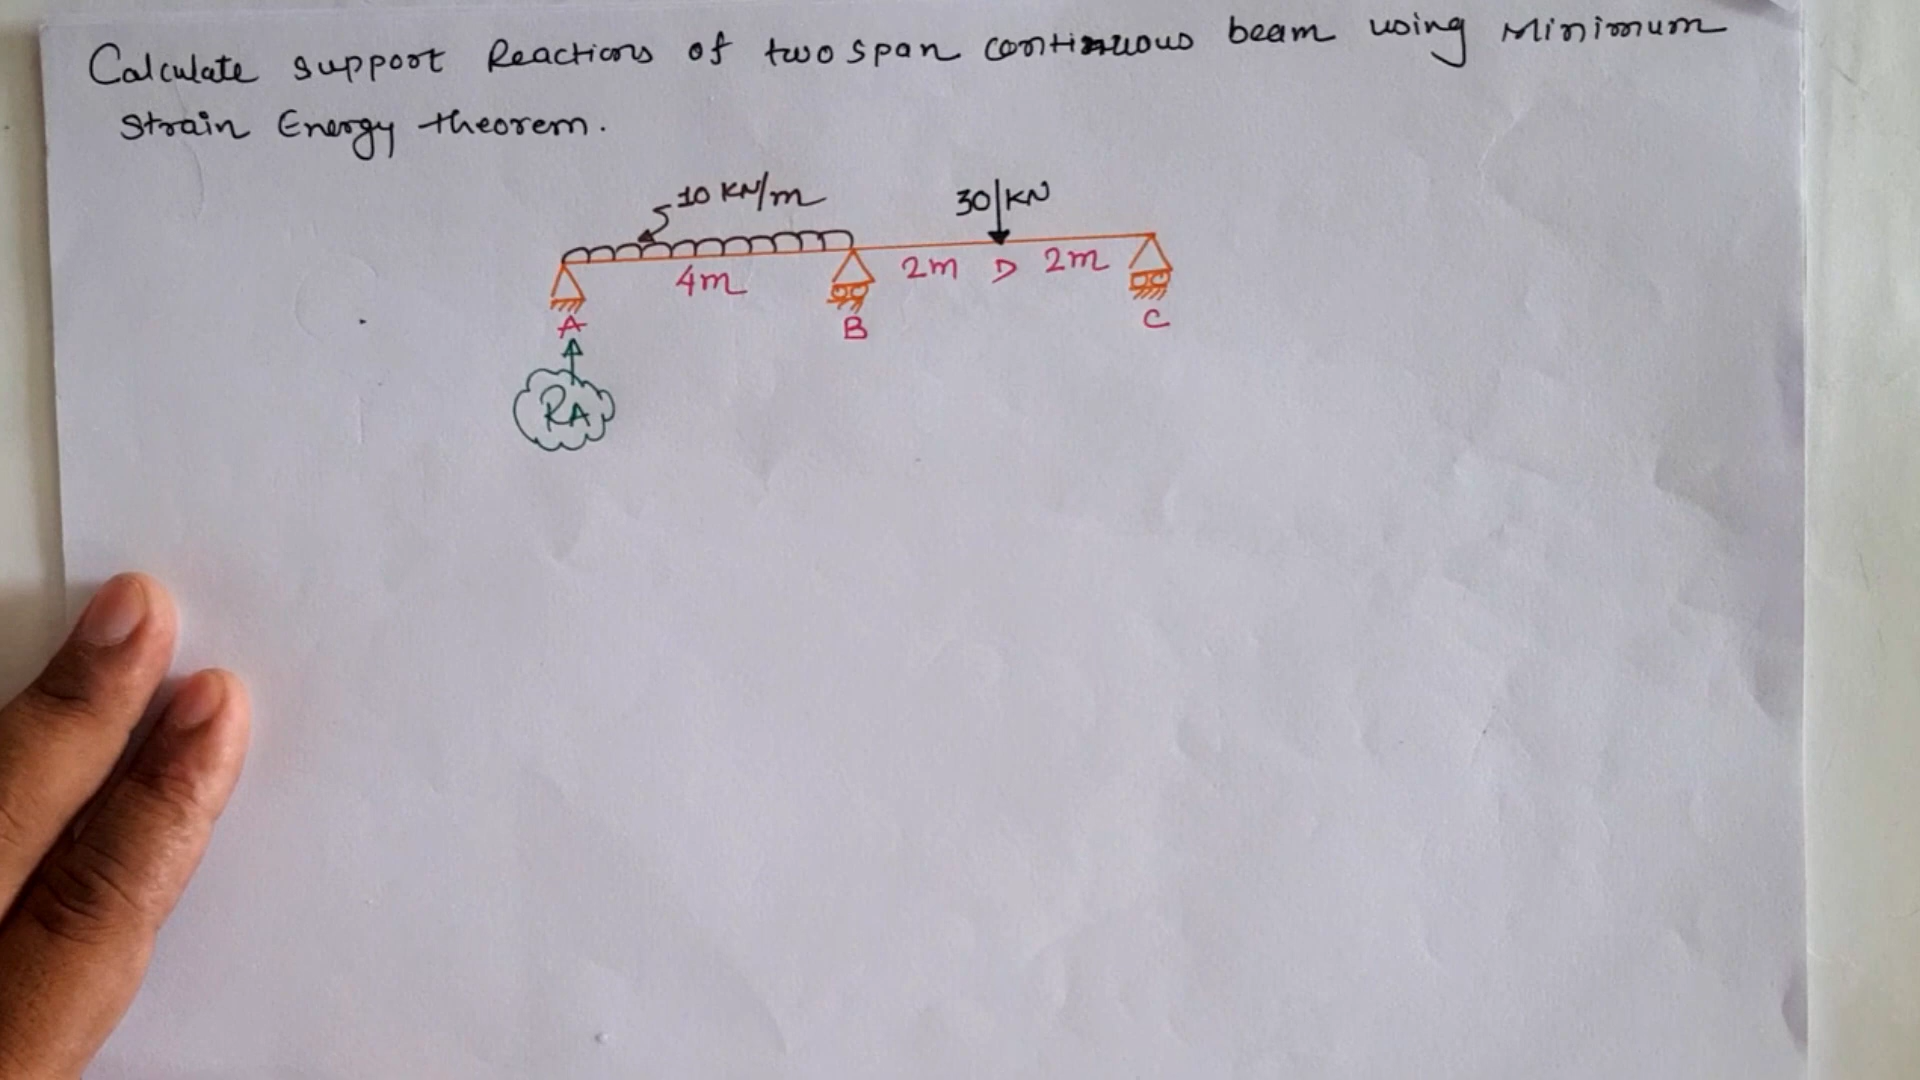 Calculate support Reactions of two span continuous beam using Minimum
Strain Energy theorem.
10 KN/m
30 KN
4m
2m D 2m
A
B
C
RA